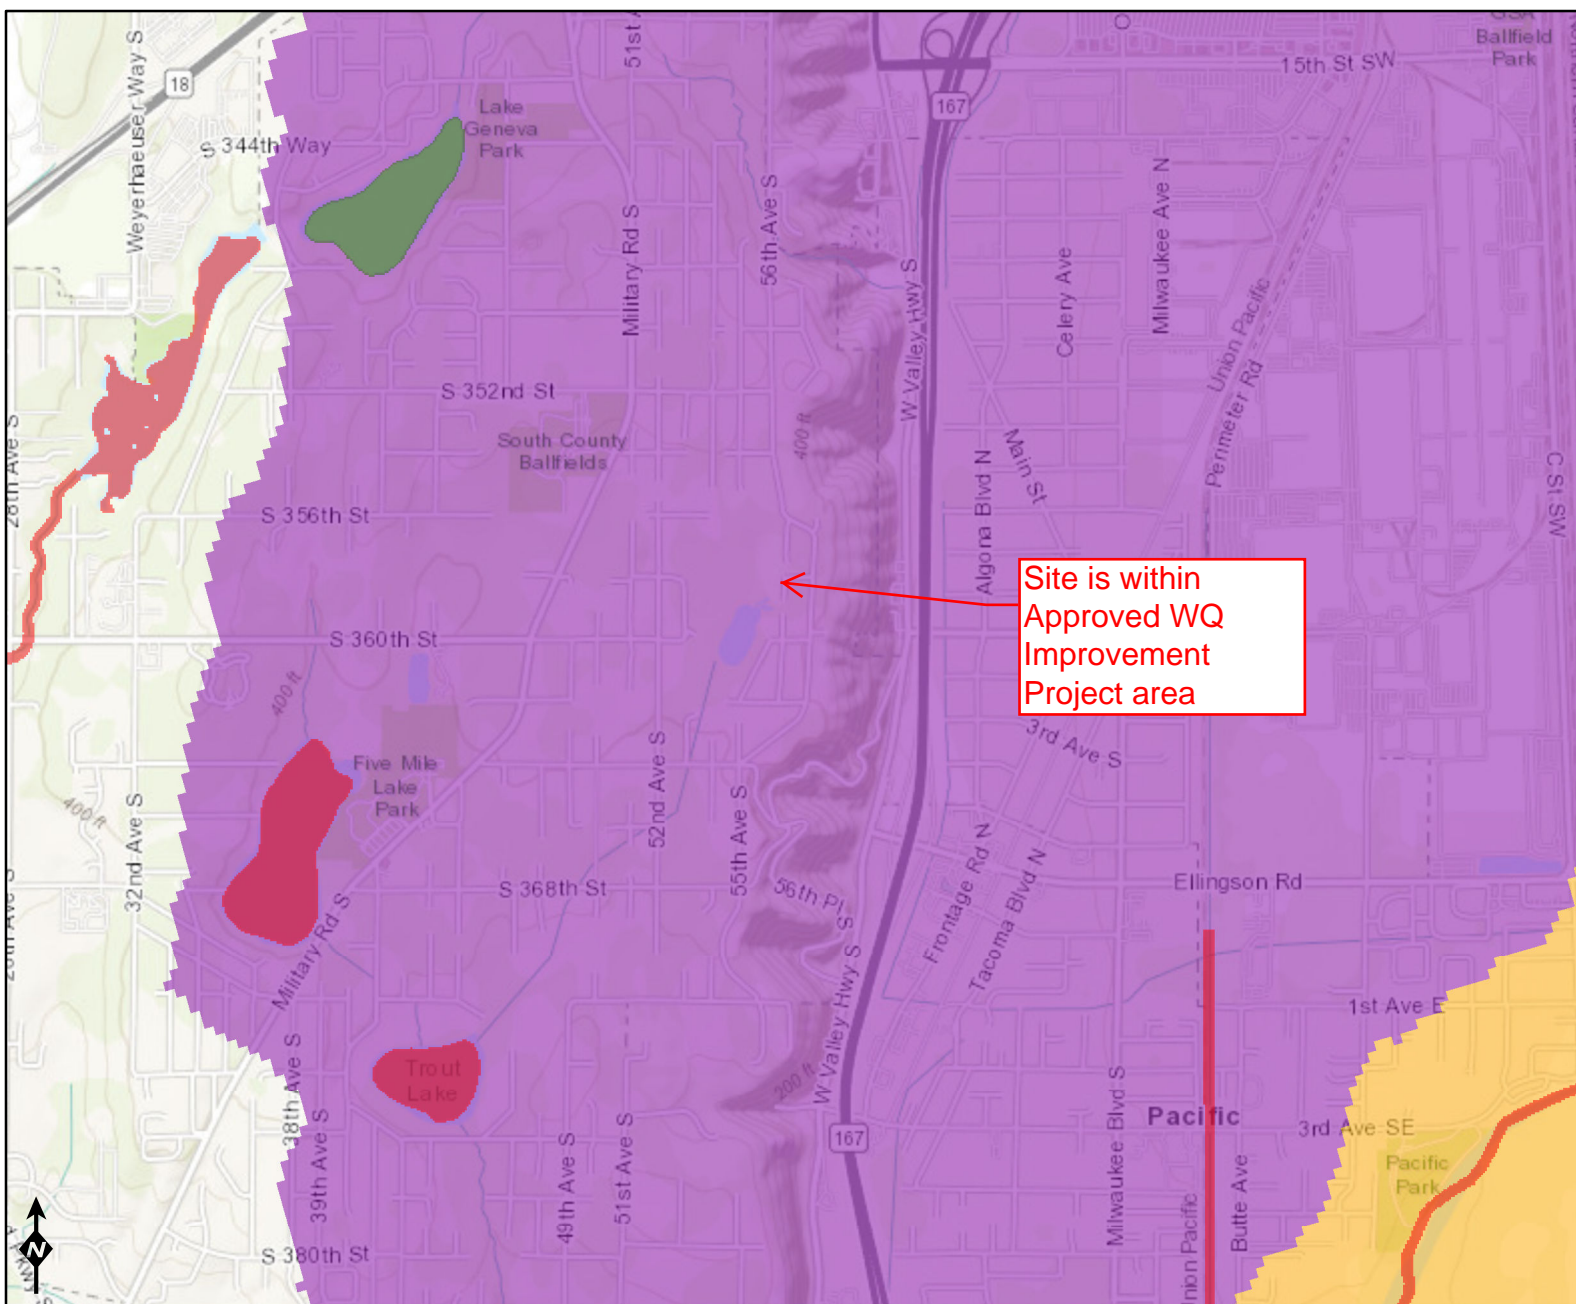 Weyerhaeuser Way S
18
S 344th Way
Lake
Geneva
Park
51st
Military Rd S
56th Ave S
W Valley Hwy S
167
15th St SW
Ballfield
Park
Milwaukee Ave N
Celery Ave
Union Pacific
Perimeter Rd
C St SW
S 352nd St
South County
Ballfields
400 ft
Main St
Algona Blvd N
28th Ave S
S 356th St
Site is within
Approved WQ
Improvement
Project area
S 360th St
400 ft
400 ft
32nd Ave S
Five Mile
Lake
Park
52nd Ave S
55th Ave S
3rd Ave S
Frontage Rd N
Tacoma Blvd N
Ellingson Rd
S 368th St
56th Pl S
Military Rd S
W Valley Hwy S
1st Ave E
Trout
Lake
200 ft
38th Ave S
39th Ave S
49th Ave S
51st Ave S
167
Milwaukee Blvd S
Pacific
3rd Ave SE
Pacific
Park
Butte Ave
Union Pacific
S 380th St
N